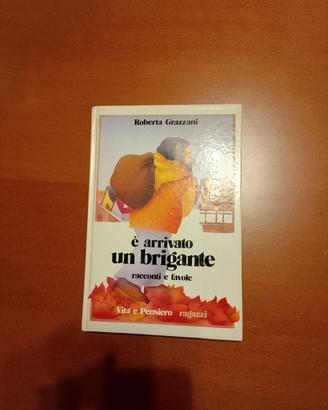 Roberta Grazzani
è arrivato
un brigante
racconti e favole
Vita e Pensiero ragazzi